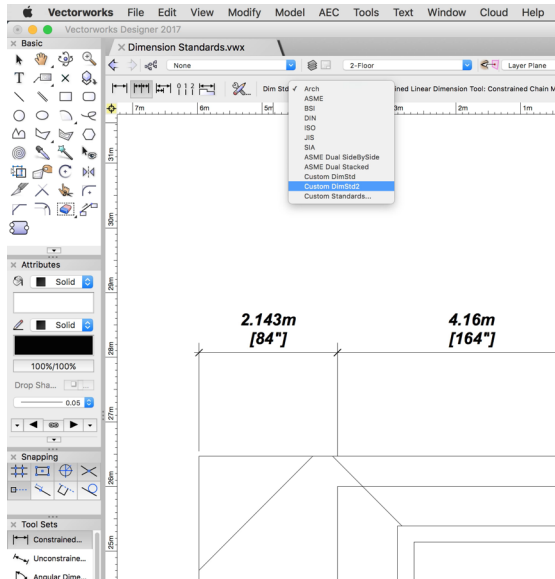 Vectorworks File Edit View Modify Model AEC Tools Text Window Cloud Help
Vectorworks Designer 2017
Basic
Dimension Standards.vwx
None
2-Floor
Layer Plane
Dim Std
✓ Arch
ined Linear Dimension Tool: Constrained Chain M
ASME
BSI
DIN
ISO
JIS
SIA
ASME Dual SideBySide
ASME Dual Stacked
Custom DimStd
Custom DimStd2
Custom Standards...
7m 6m 5m 3m 2m 1m
31m
30m
29m
28m
27m
26m
25m
Attributes
Solid
Solid
100%/100%
Drop Sha...
0.05
Snapping
Tool Sets
Constrained...
Unconstraine...
Angular Dime...
2.143m
[84"]
4.16m
[164"]